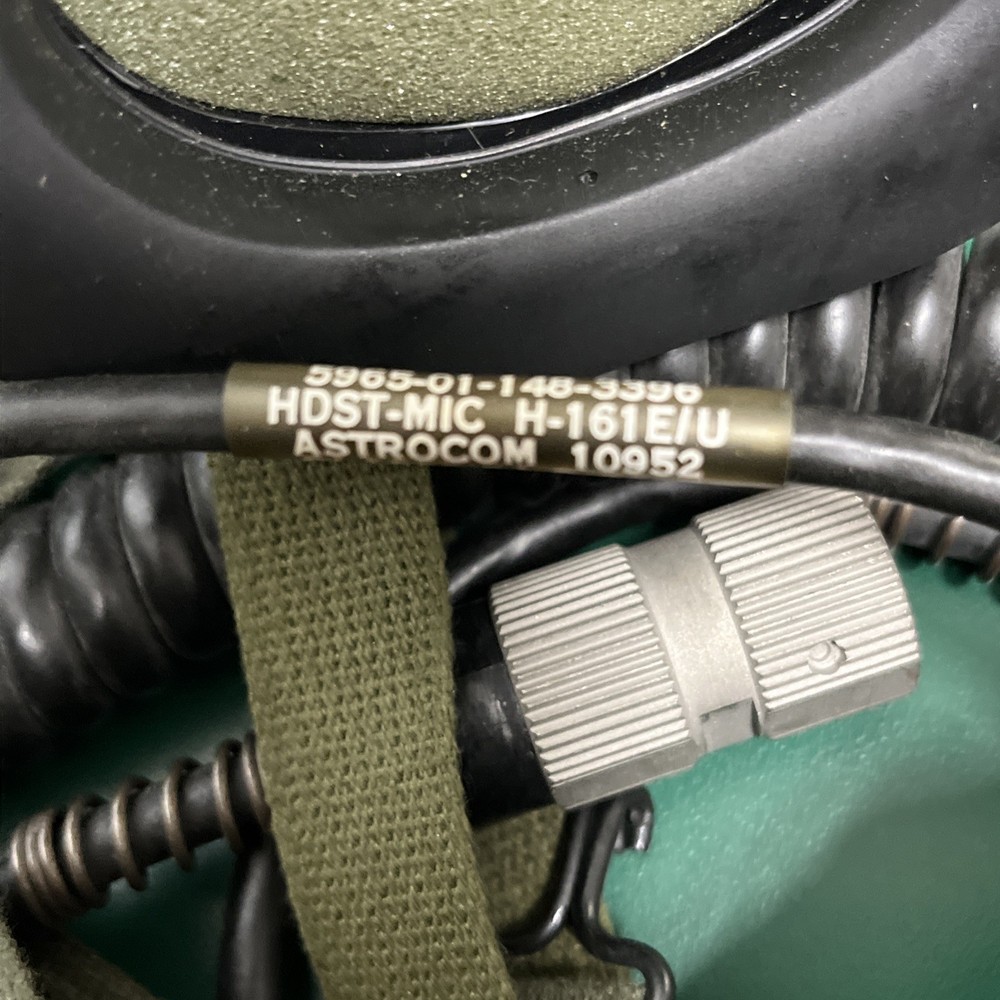 5965-01-148-3396
HDST-MIC H-161E/U
ASTROCOM 10952